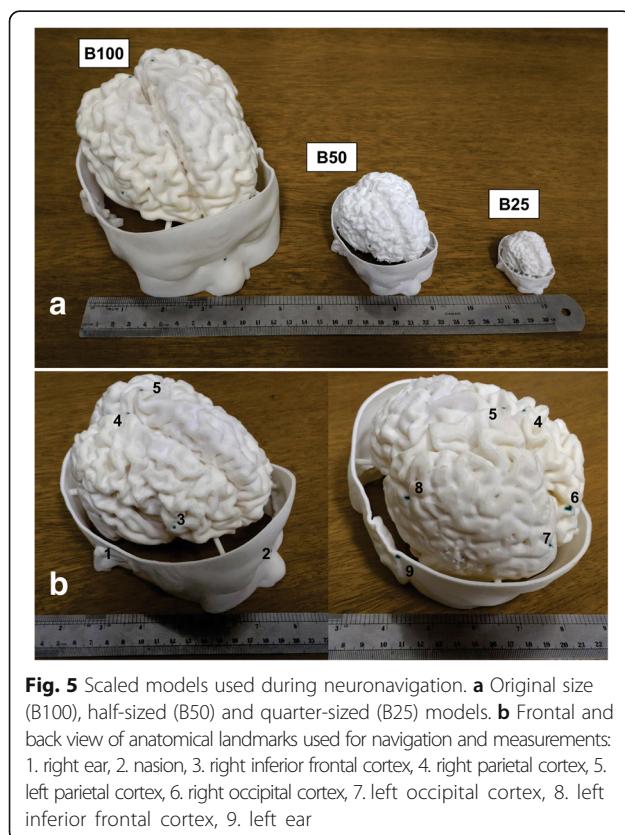 B100
B50
B25
a
5
4
3
1
2
b
5
4
8
6
7
9
Fig. 5 Scaled models used during neuronavigation. a Original size
(B100), half-sized (B50) and quarter-sized (B25) models. b Frontal and
back view of anatomical landmarks used for navigation and measurements:
1. right ear, 2. nasion, 3. right inferior frontal cortex, 4. right parietal cortex, 5.
left parietal cortex, 6. right occipital cortex, 7. left occipital cortex, 8. left
inferior frontal cortex, 9. left ear